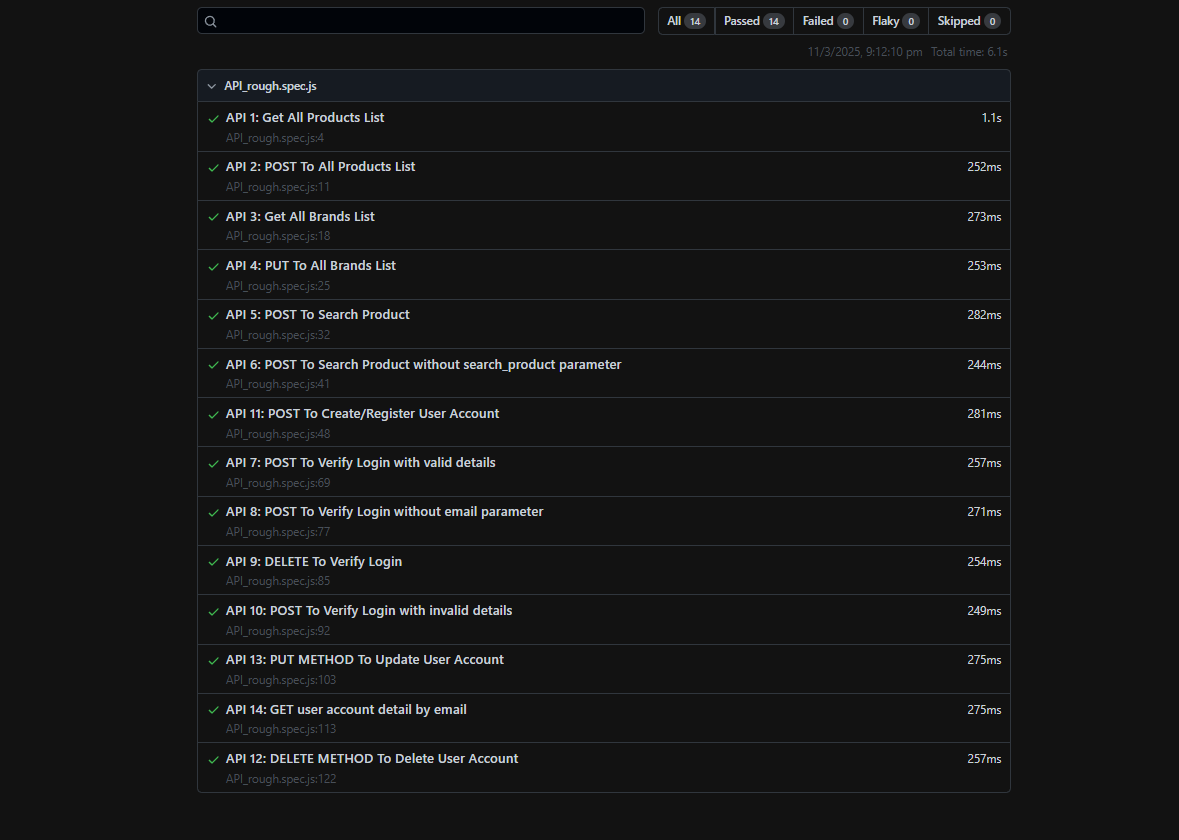 All 14 Passed 14 Failed 0 Flaky 0 Skipped 0
11/3/2025, 9:12:10 pm Total time: 6.1s
API_rough.spec.js
API 1: Get All Products List 1.1s
API_rough.spec.js:4
API 2: POST To All Products List 252ms
API_rough.spec.js:11
API 3: Get All Brands List 273ms
API_rough.spec.js:18
API 4: PUT To All Brands List 253ms
API_rough.spec.js:25
API 5: POST To Search Product 282ms
API_rough.spec.js:32
API 6: POST To Search Product without search_product parameter 244ms
API_rough.spec.js:41
API 11: POST To Create/Register User Account 281ms
API_rough.spec.js:48
API 7: POST To Verify Login with valid details 257ms
API_rough.spec.js:69
API 8: POST To Verify Login without email parameter 271ms
API_rough.spec.js:77
API 9: DELETE To Verify Login 254ms
API_rough.spec.js:85
API 10: POST To Verify Login with invalid details 249ms
API_rough.spec.js:92
API 13: PUT METHOD To Update User Account 275ms
API_rough.spec.js:103
API 14: GET user account detail by email 275ms
API_rough.spec.js:113
API 12: DELETE METHOD To Delete User Account 257ms
API_rough.spec.js:122